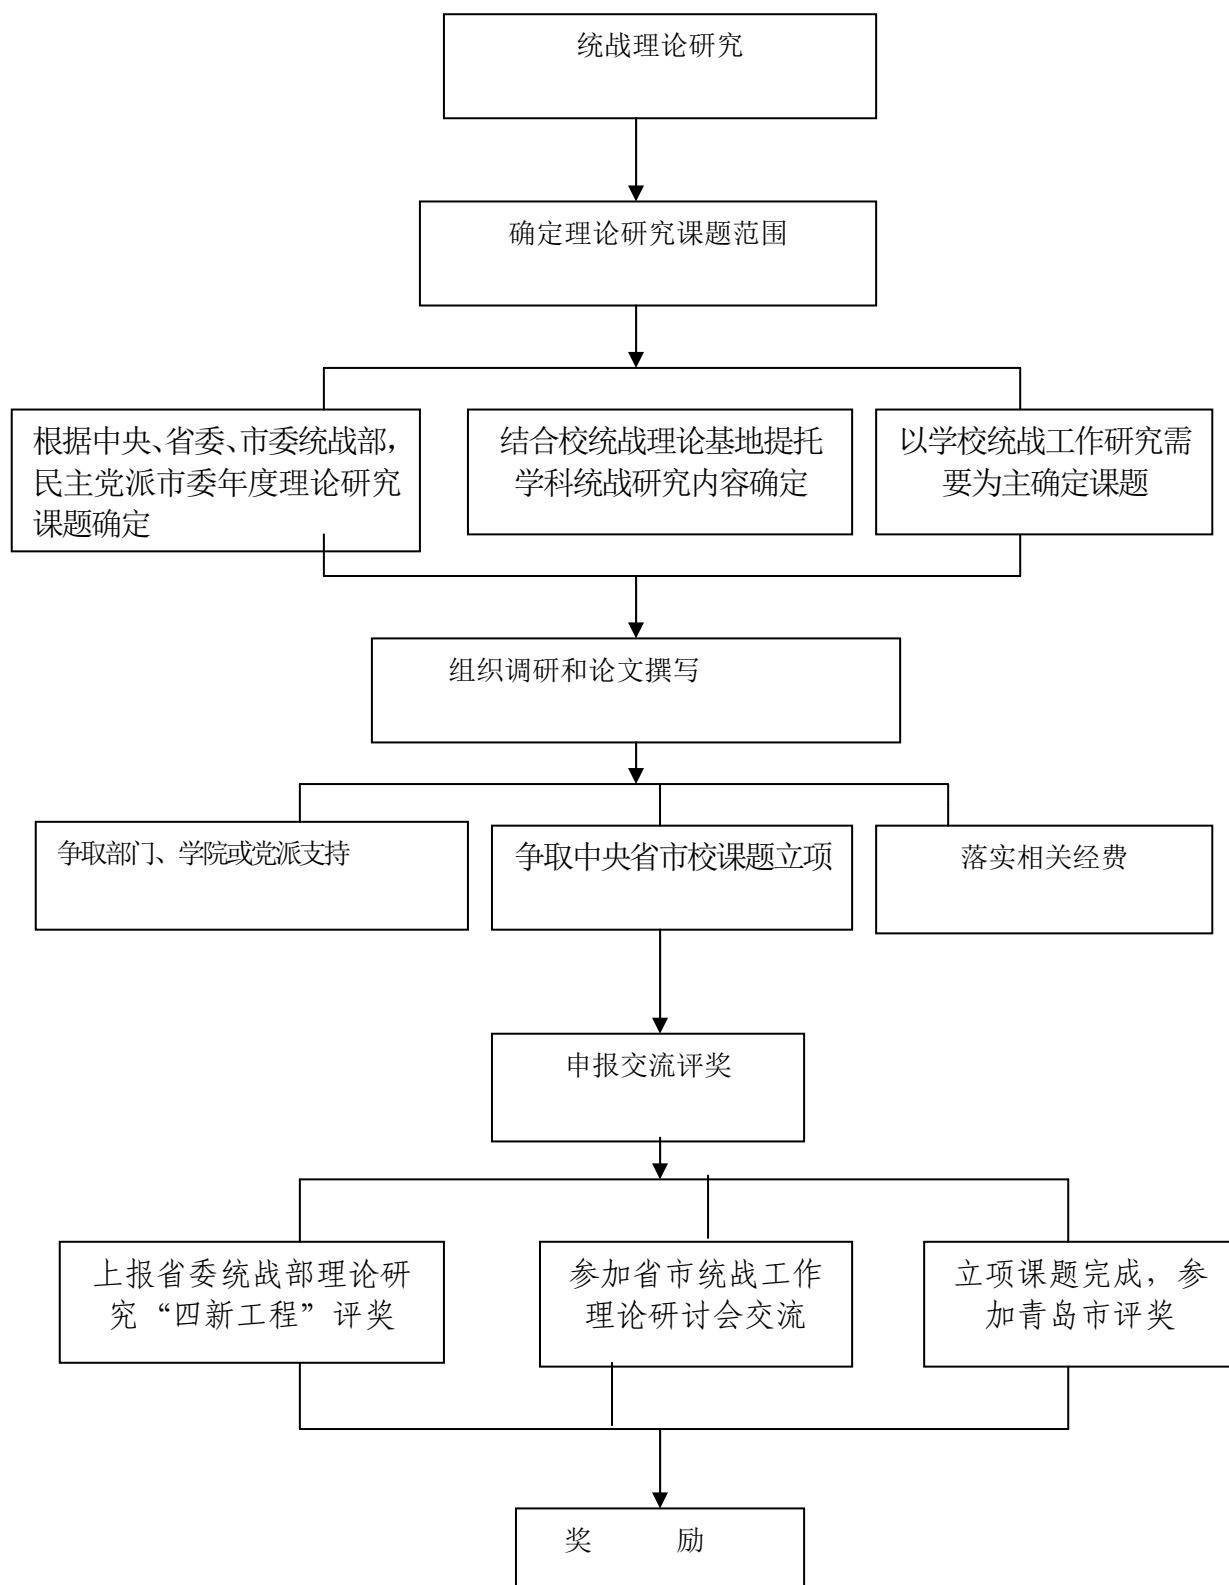 统战理论研究
确定理论研究课题范围
根据中央、省委、市委统战部，
民主党派市委年度理论研究
课题确定
结合校统战理论基地提托
学科统战研究内容确定
以学校统战工作研究需
要为主确定课题
组织调研和论文撰写
争取部门、学院或党派支持
争取中央省市校课题立项
落实相关经费
申报交流评奖
上报省委统战部理论研
究“四新工程”评奖
参加省市统战工作
理论研讨会交流
立项课题完成，参
加青岛市评奖
奖 励